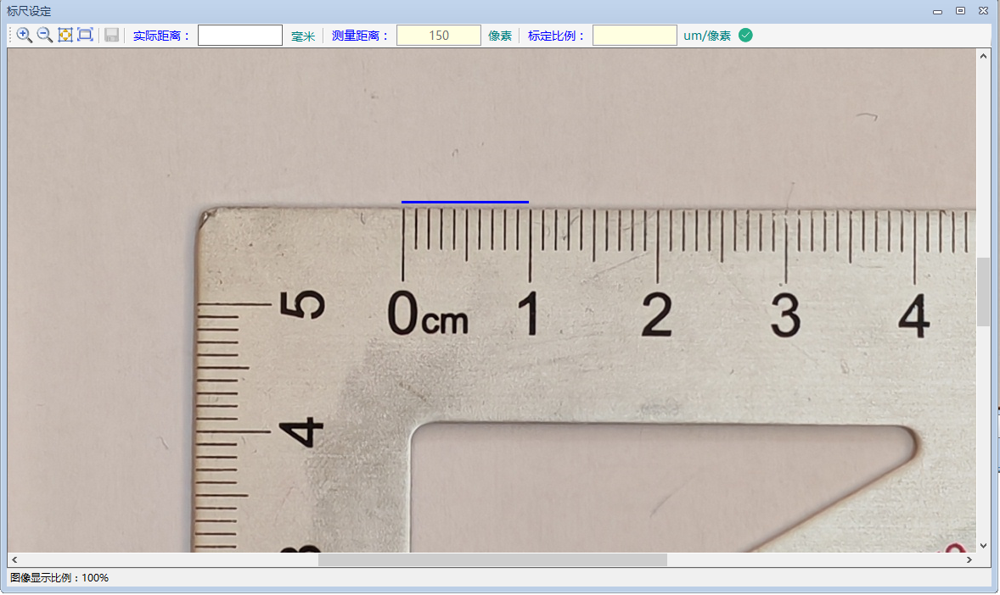 标尺设定
实际距离： 毫米 测量距离： 150 像素 标定比例： um/像素
0cm 1 2 3 4
5
4
图像显示比例：100%